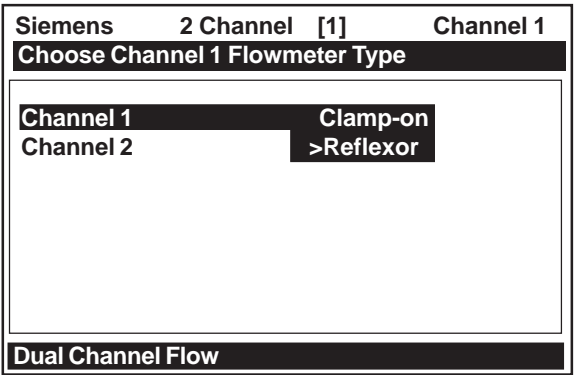 Siemens 2 Channel [1] Channel 1
Choose Channel 1 Flowmeter Type
Channel 1 Clamp-on
Channel 2 >Reflexor
Dual Channel Flow